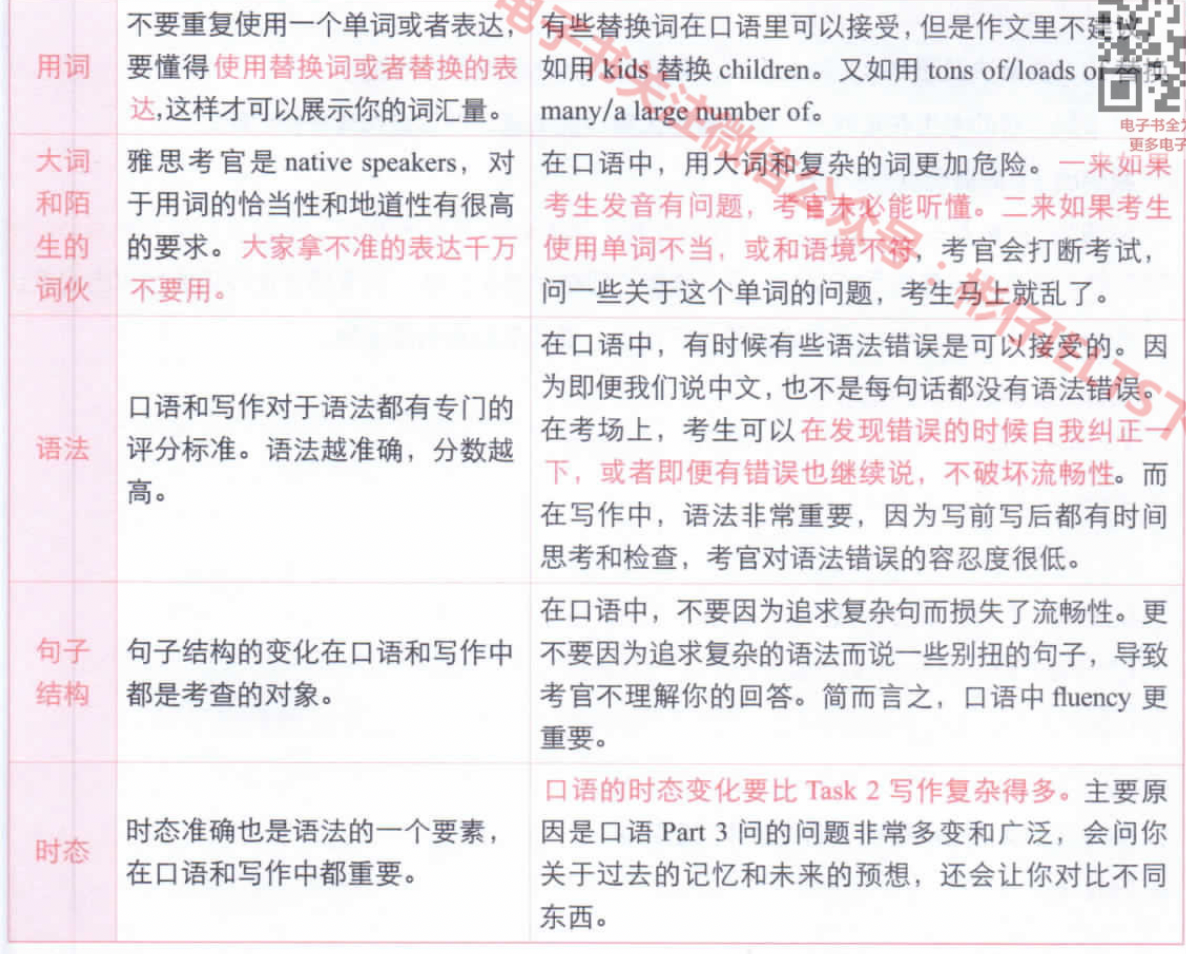 用词
不要重复使用一个单词或者表达,
要懂得使用替换词或者替换的表
达,这样才可以展示你的词汇量。
有些替换词在口语里可以接受,但是作文里不建议,
如用 kids 替换 children。又如用 tons of/loads of 替换
many/a large number of。
大词
和陌
生的
词伙
雅思考官是 native speakers，对
于用词的恰当性和地道性有很高
的要求。大家拿不准的表达千万
不要用。
在口语中，用大词和复杂的词更加危险。一来如果
考生发音有问题，考官未必能听懂。二来如果考生
使用单词不当，或和语境不符，考官会打断考试，
问一些关于这个单词的问题，考生马上就乱了。
语法
口语和写作对于语法都有专门的
评分标准。语法越准确，分数越
高。
在口语中，有时候有些语法错误是可以接受的。因
为即便我们说中文,也不是每句话都没有语法错误。
在考场上，考生可以在发现错误的时候自我纠正一
下，或者即便有错误也继续说，不破坏流畅性。而
在写作中，语法非常重要，因为写前写后都有时间
思考和检查，考官对语法错误的容忍度很低。
句子
结构
句子结构的变化在口语和写作中
都是考查的对象。
在口语中，不要因为追求复杂句而损失了流畅性。更
不要因为追求复杂的语法而说一些别扭的句子，导致
考官不理解你的回答。简而言之，口语中 fluency 更
重要。
时态
时态准确也是语法的一个要素，
在口语和写作中都重要。
口语的时态变化要比 Task 2 写作复杂得多。主要原
因是口语 Part 3 问的问题非常多变和广泛，会问你
关于过去的记忆和未来的预想，还会让你对比不同
东西。
电子书关注微信公众号：彬仔IELTST
电子书全
更多电子